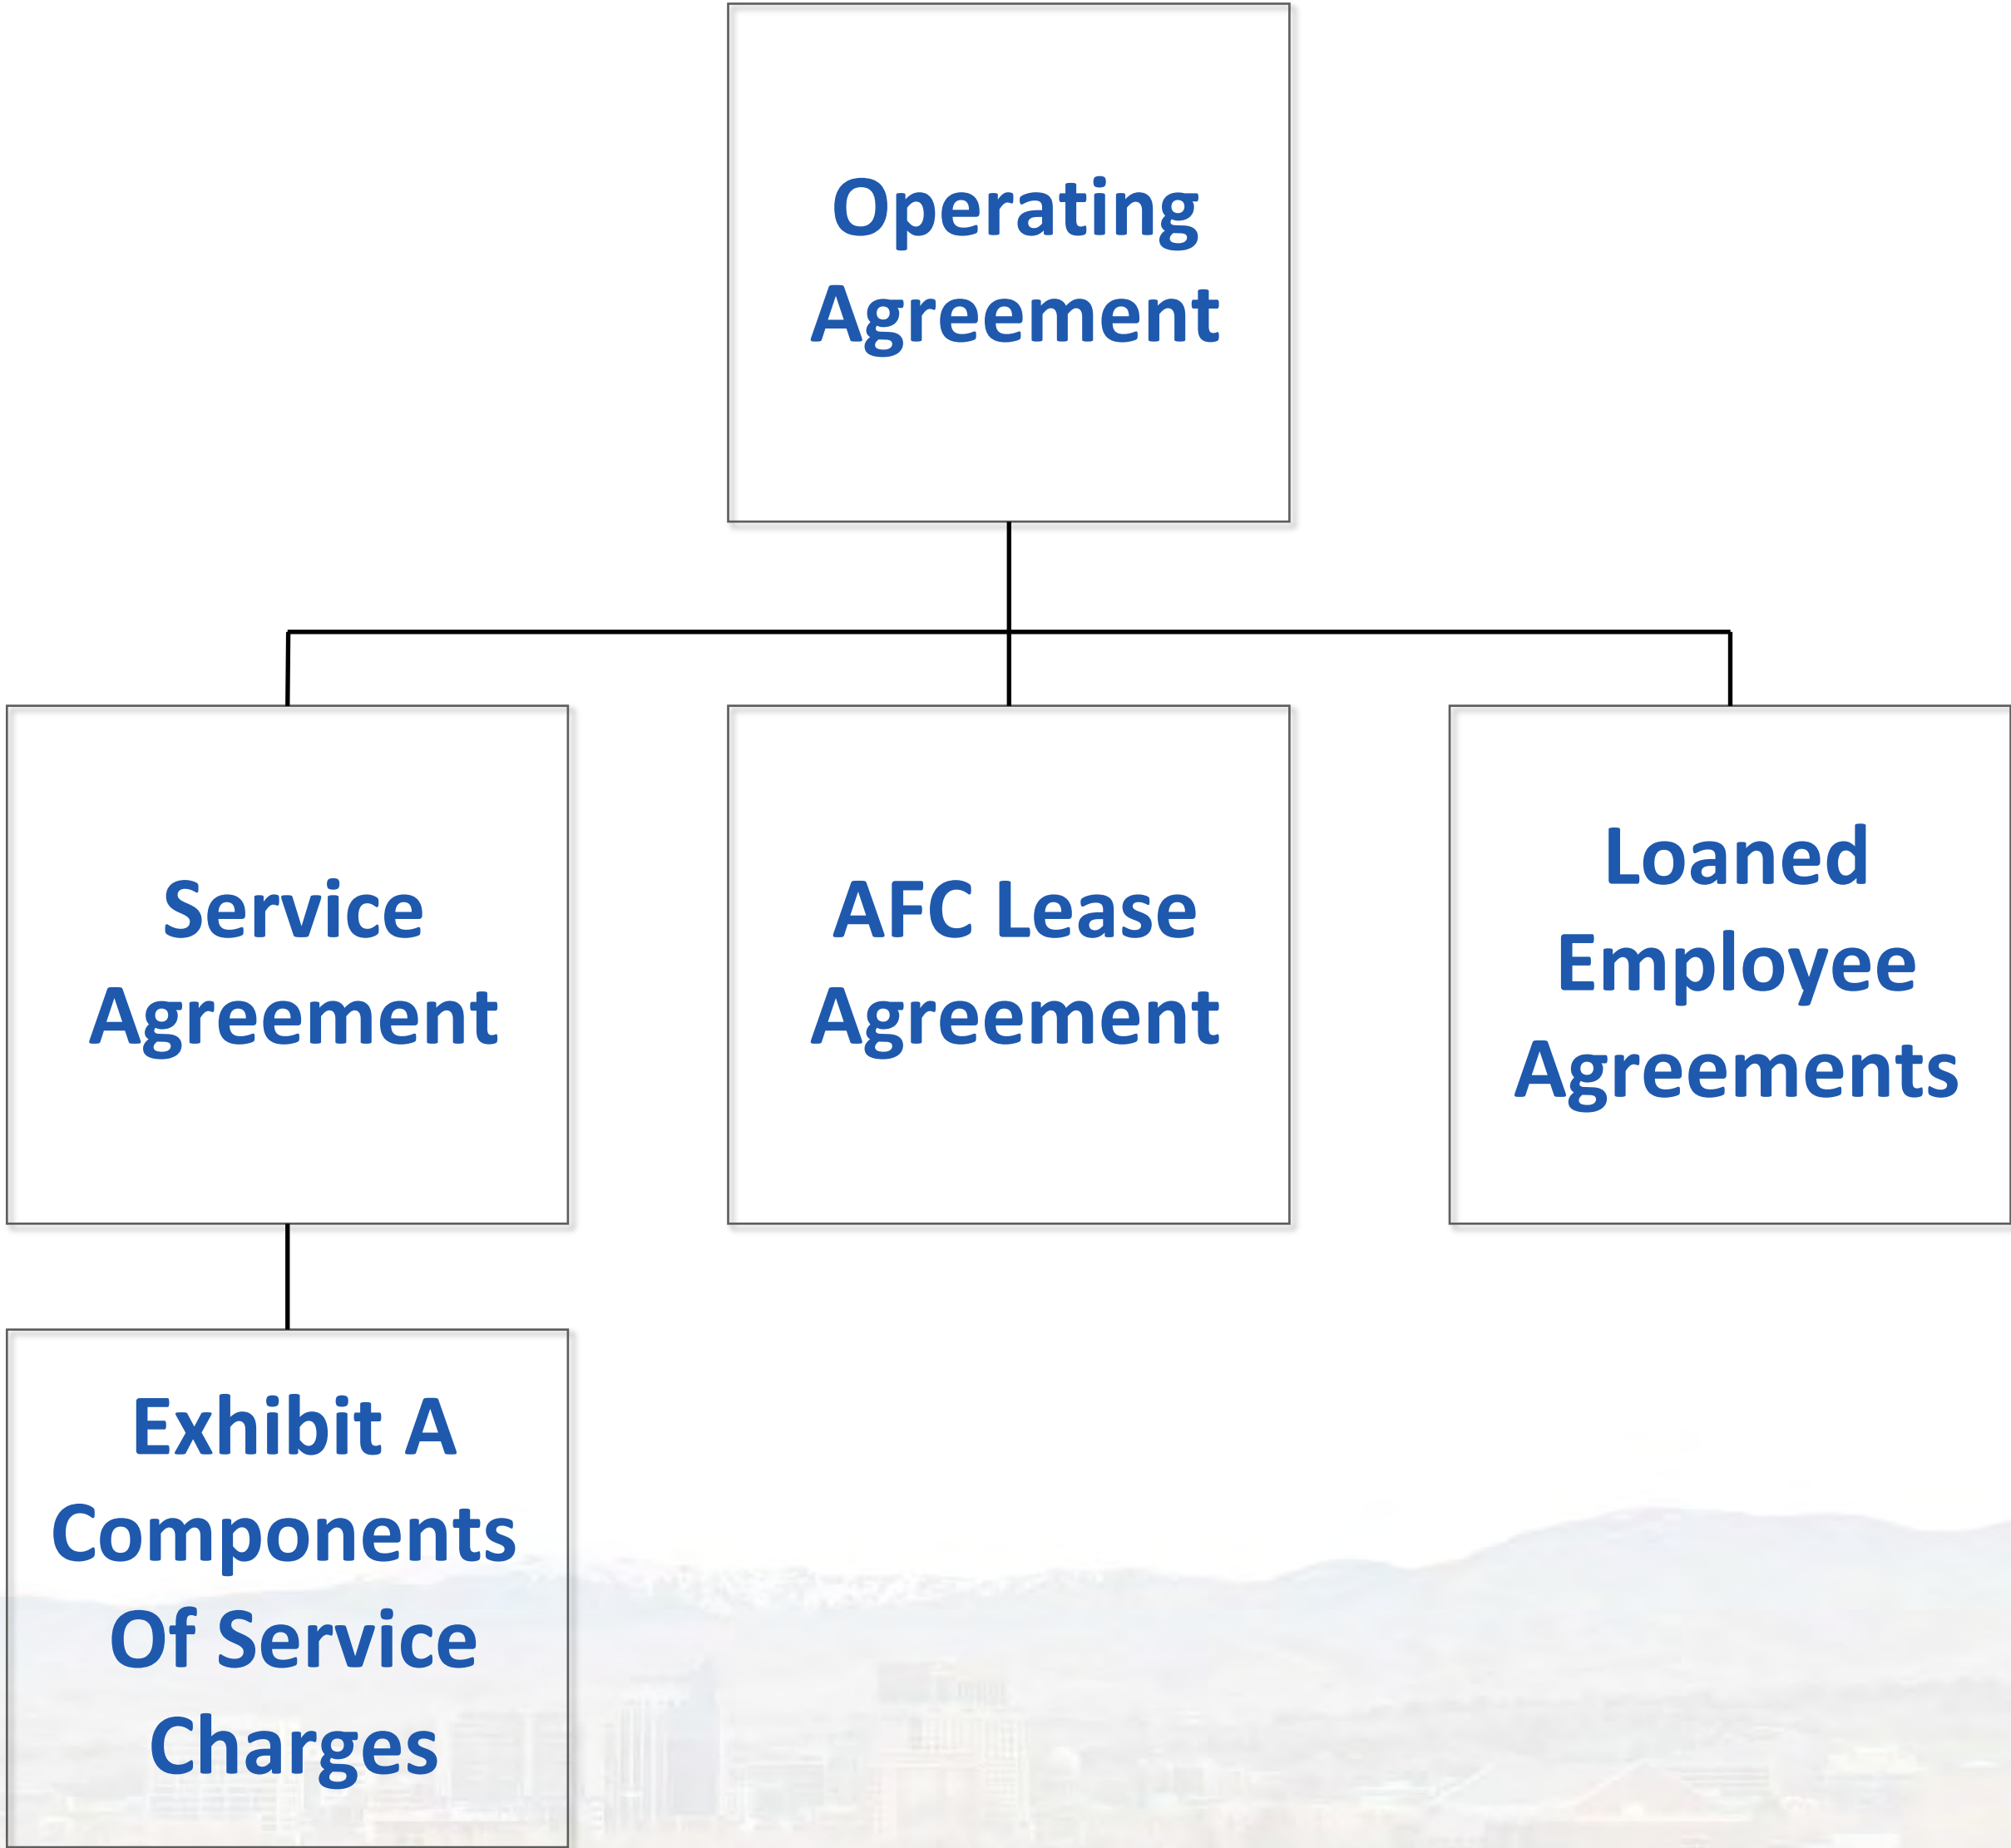 Operating
Agreement
Service
Agreement
AFC Lease
Agreement
Loaned
Employee
Agreements
Exhibit A
Components
Of Service
Charges